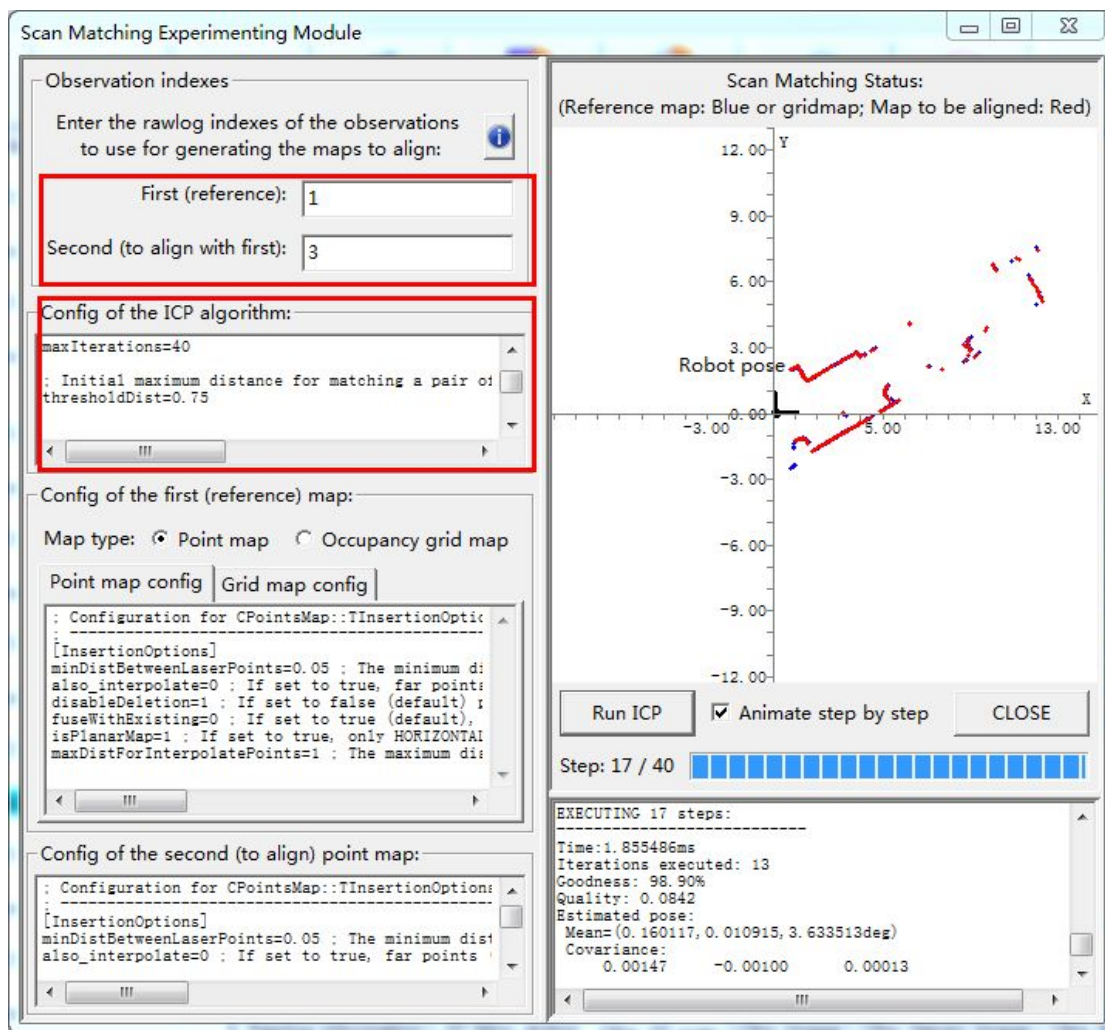 Scan Matching Experimenting Module
Observation indexes
Enter the rawlog indexes of the observations
to use for generating the maps to align:
First (reference): 1
Second (to align with first): 3
Config of the ICP algorithm:
maxIterations=40
; Initial maximum distance for matching a pair of
thresholdDist=0.75
Config of the first (reference) map:
Map type: Point map Occupancy grid map
Point map config Grid map config
; Configuration for CPointsMap::TInsertionOptic
; ------------------------------------------------
[InsertionOptions]
minDistBetweenLaserPoints=0.05 ; The minimum di
also_interpolate=0 ; If set to true, far points
disableDeletion=1 ; If set to false (default) p
fuseWithExisting=0 ; If set to true (default),
isPlanarMap=1 ; If set to true, only HORIZONTAL
maxDistForInterpolatePoints=1 ; The maximum dis
Config of the second (to align) point map:
; Configuration for CPointsMap::TInsertionOptions
; ------------------------------------------------
[InsertionOptions]
minDistBetweenLaserPoints=0.05 ; The minimum dist
also_interpolate=0 ; If set to true, far points
Scan Matching Status:
(Reference map: Blue or gridmap; Map to be aligned: Red)
12.00 Y
9.00
6.00
3.00
Robot pose
X
0.00
-3.00 5.00 13.00
-3.00
-6.00
-9.00
-12.00
Run ICP Animate step by step CLOSE
Step: 17 / 40
EXECUTING 17 steps:
---------------------------
Time:1.855486ms
Iterations executed: 13
Goodness: 98.90%
Quality: 0.0842
Estimated pose:
Mean=(0.160117,0.010915,3.633513deg)
Covariance:
0.00147 -0.00100 0.00013